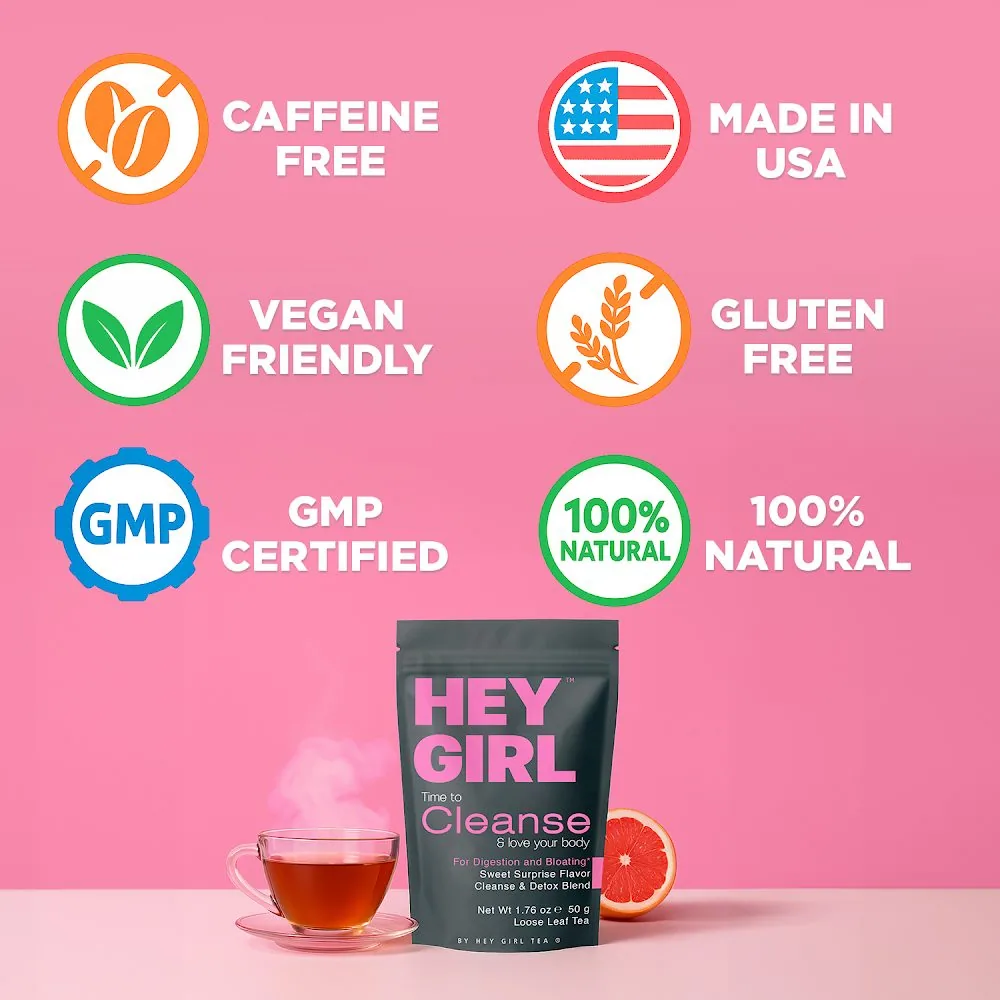 CAFFEINE
FREE
MADE IN
USA
VEGAN
FRIENDLY
GLUTEN
FREE
GMP
GMP
CERTIFIED
100%
NATURAL
100%
NATURAL
HEY™
GIRL
Time to
Cleanse
& love your body
For Digestion and Bloating*
Sweet Surprise Flavor
Cleanse & Detox Blend
Net Wt 1.76 oz ℮ 50 g
Loose Leaf Tea
BY HEY GIRL TEA ®